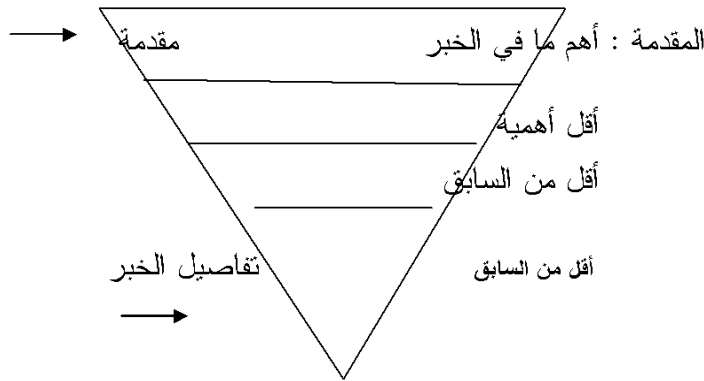 المقدمة : أهم ما في الخبر
مقدمة
أقل أهمية
أقل من السابق
أقل من السابق
تفاصيل الخبر